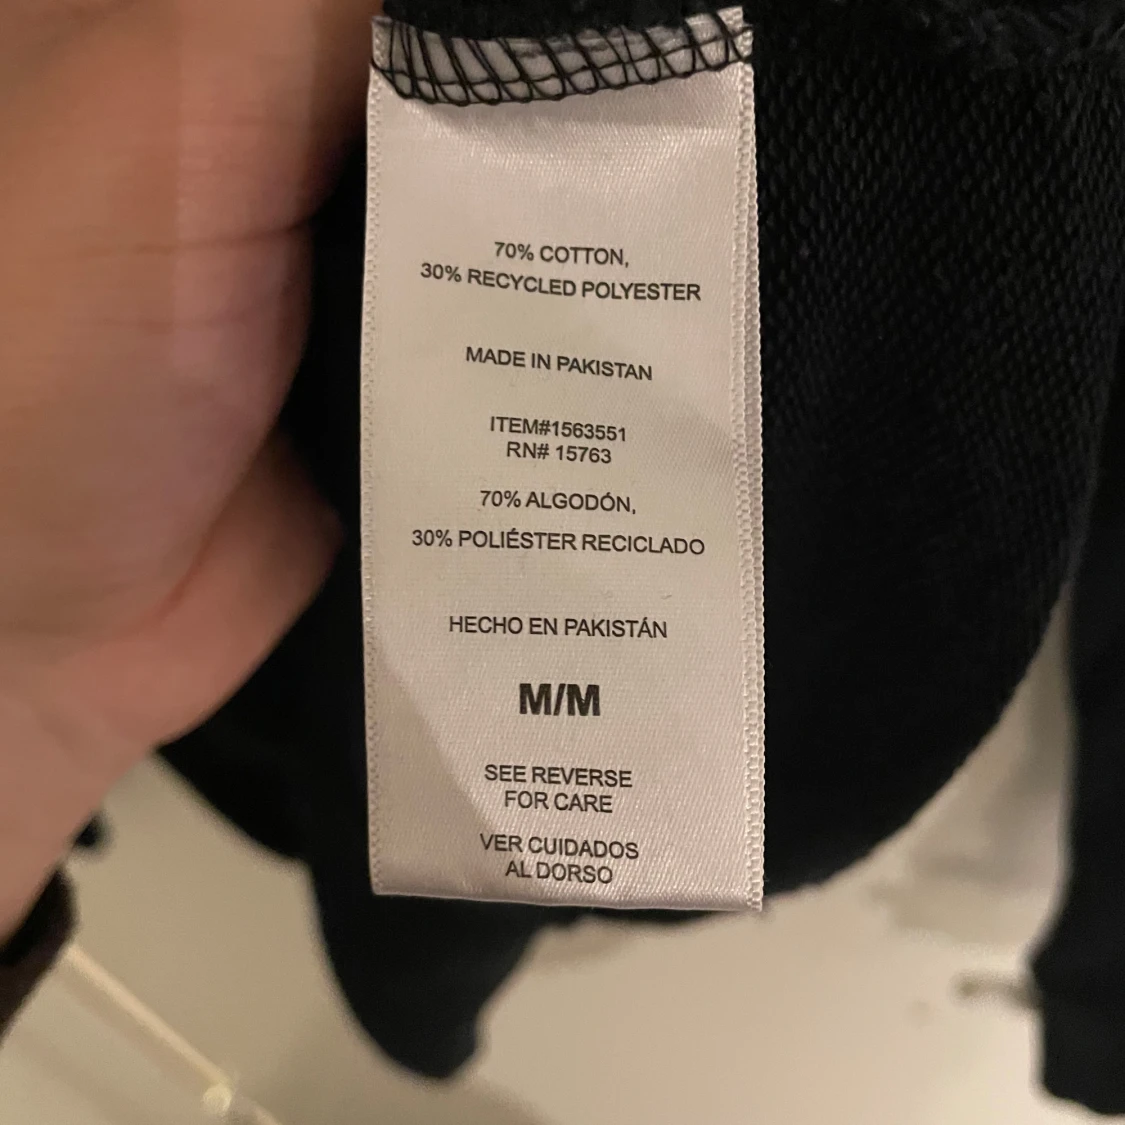 70% COTTON,
30% RECYCLED POLYESTER
MADE IN PAKISTAN
ITEM#1563551
RN# 15763
70% ALGODÓN,
30% POLIÉSTER RECICLADO
HECHO EN PAKISTÁN
M/M
SEE REVERSE
FOR CARE
VER CUIDADOS
AL DORSO